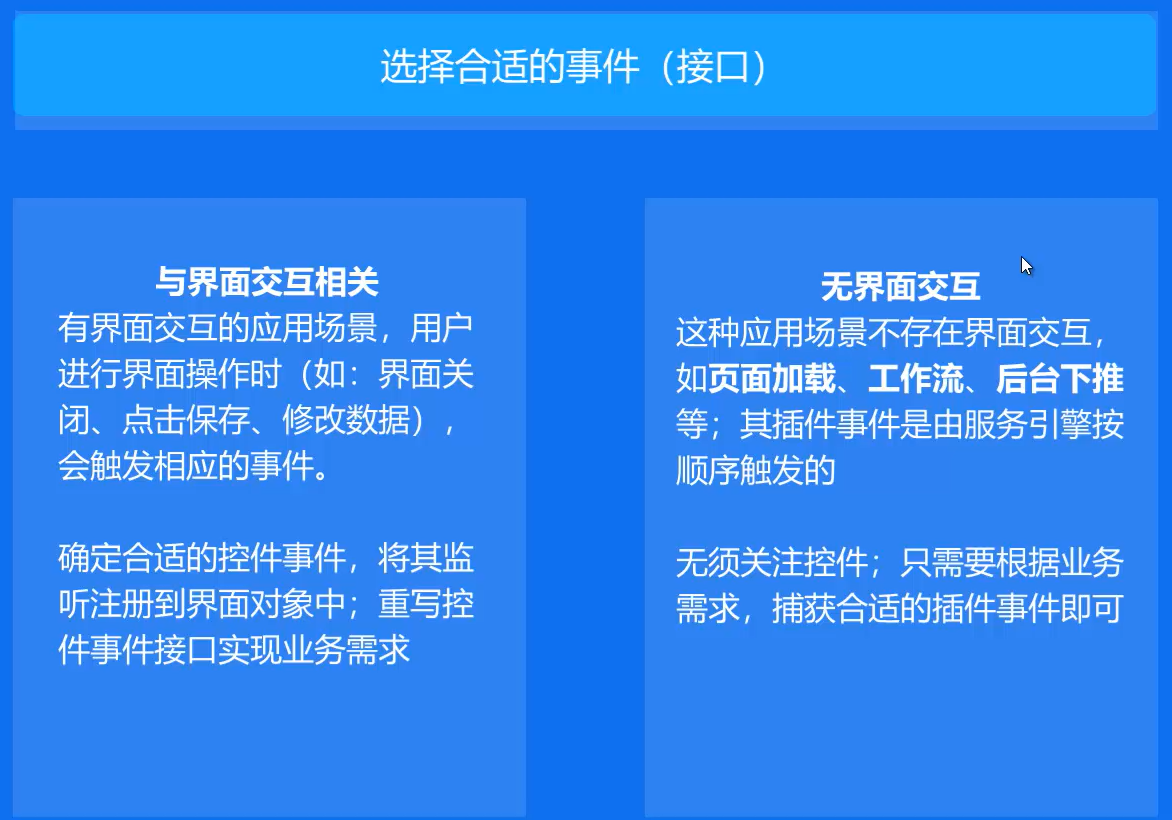 选择合适的事件（接口）
与界面交互相关
有界面交互的应用场景，用户
进行界面操作时（如：界面关
闭、点击保存、修改数据），
会触发相应的事件。
确定合适的控件事件，将其监
听注册到界面对象中；重写控
件事件接口实现业务需求
无界面交互
这种应用场景不存在界面交互，
如页面加载、工作流、后台下推
等；其插件事件是由服务引擎按
顺序触发的
无须关注控件；只需要根据业务
需求，捕获合适的插件事件即可